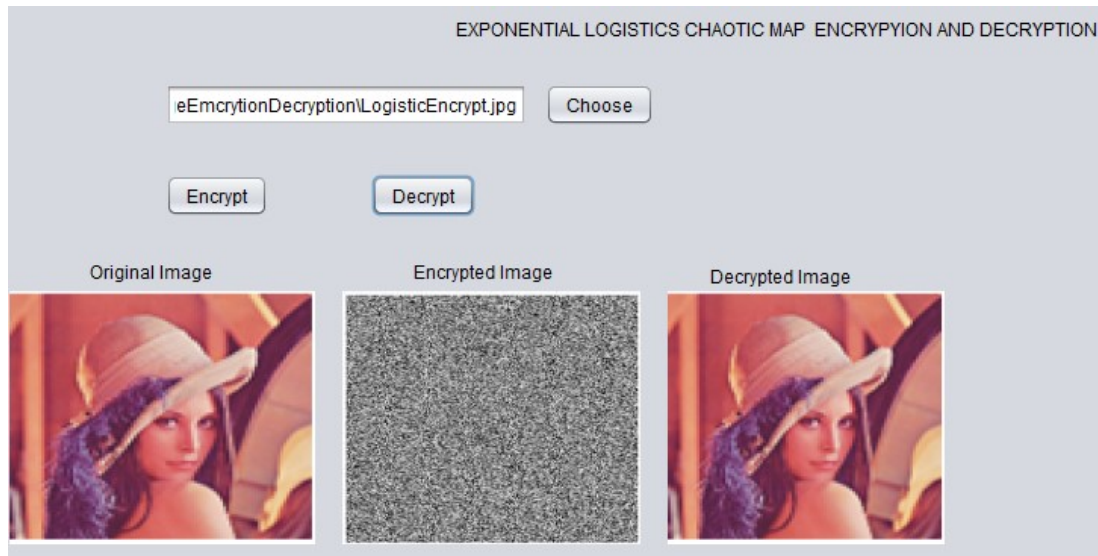 EXPONENTIAL LOGISTICS CHAOTIC MAP ENCRYPYION AND DECRYPTION
eEmcrytionDecryption\LogisticEncrypt.jpg
Choose
Encrypt
Decrypt
Original Image
Encrypted Image
Decrypted Image